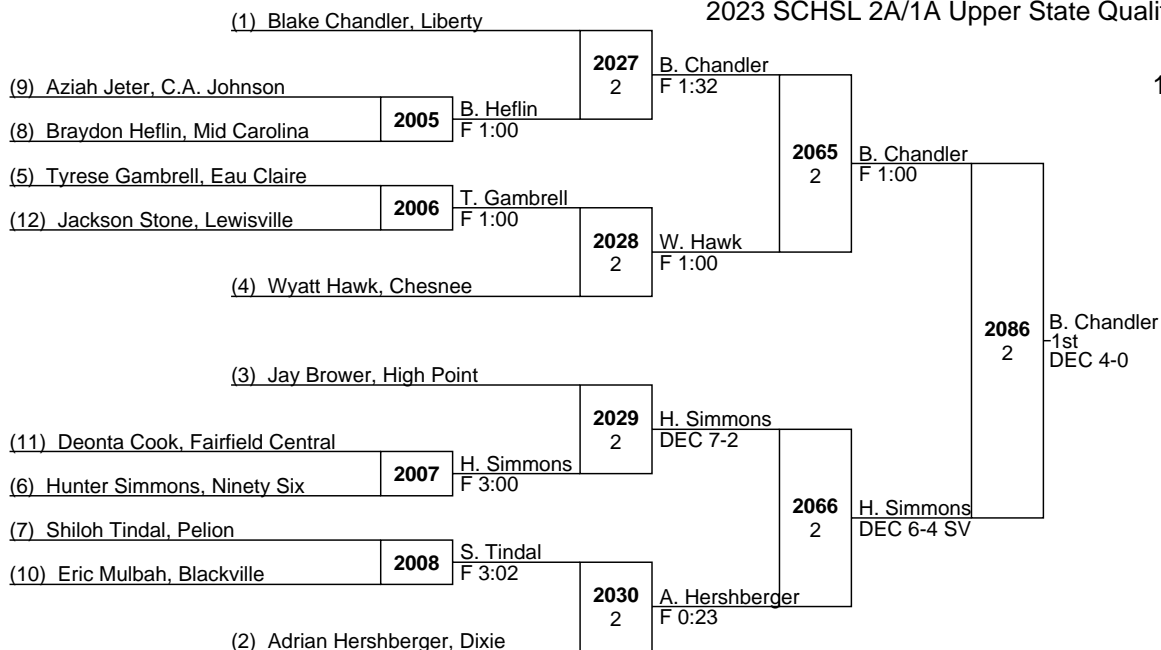 2023 SCHSL 2A/1A Upper State Qualif
1
(1) Blake Chandler, Liberty
2027
2
B. Chandler
F 1:32
(9) Aziah Jeter, C.A. Johnson
2005
B. Heflin
F 1:00
(8) Braydon Heflin, Mid Carolina
2065
2
B. Chandler
F 1:00
(5) Tyrese Gambrell, Eau Claire
2006
T. Gambrell
F 1:00
(12) Jackson Stone, Lewisville
2028
2
W. Hawk
F 1:00
(4) Wyatt Hawk, Chesnee
2086
2
B. Chandler
1st
DEC 4-0
(3) Jay Brower, High Point
2029
2
H. Simmons
DEC 7-2
(11) Deonta Cook, Fairfield Central
2007
H. Simmons
F 3:00
(6) Hunter Simmons, Ninety Six
2066
2
H. Simmons
DEC 6-4 SV
(7) Shiloh Tindal, Pelion
2008
S. Tindal
F 3:02
(10) Eric Mulbah, Blackville
2030
2
A. Hershberger
F 0:23
(2) Adrian Hershberger, Dixie